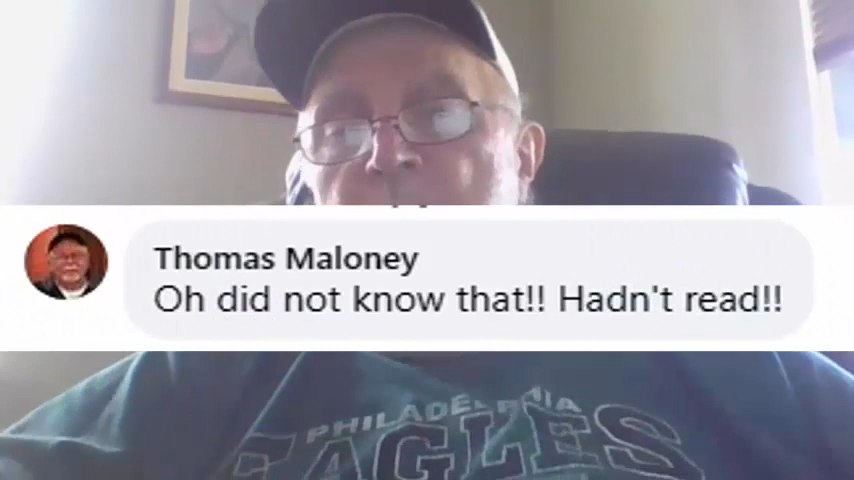 Thomas Maloney
Oh did not know that!! Hadn't read!!
PHILADELPHIA
EAGLES